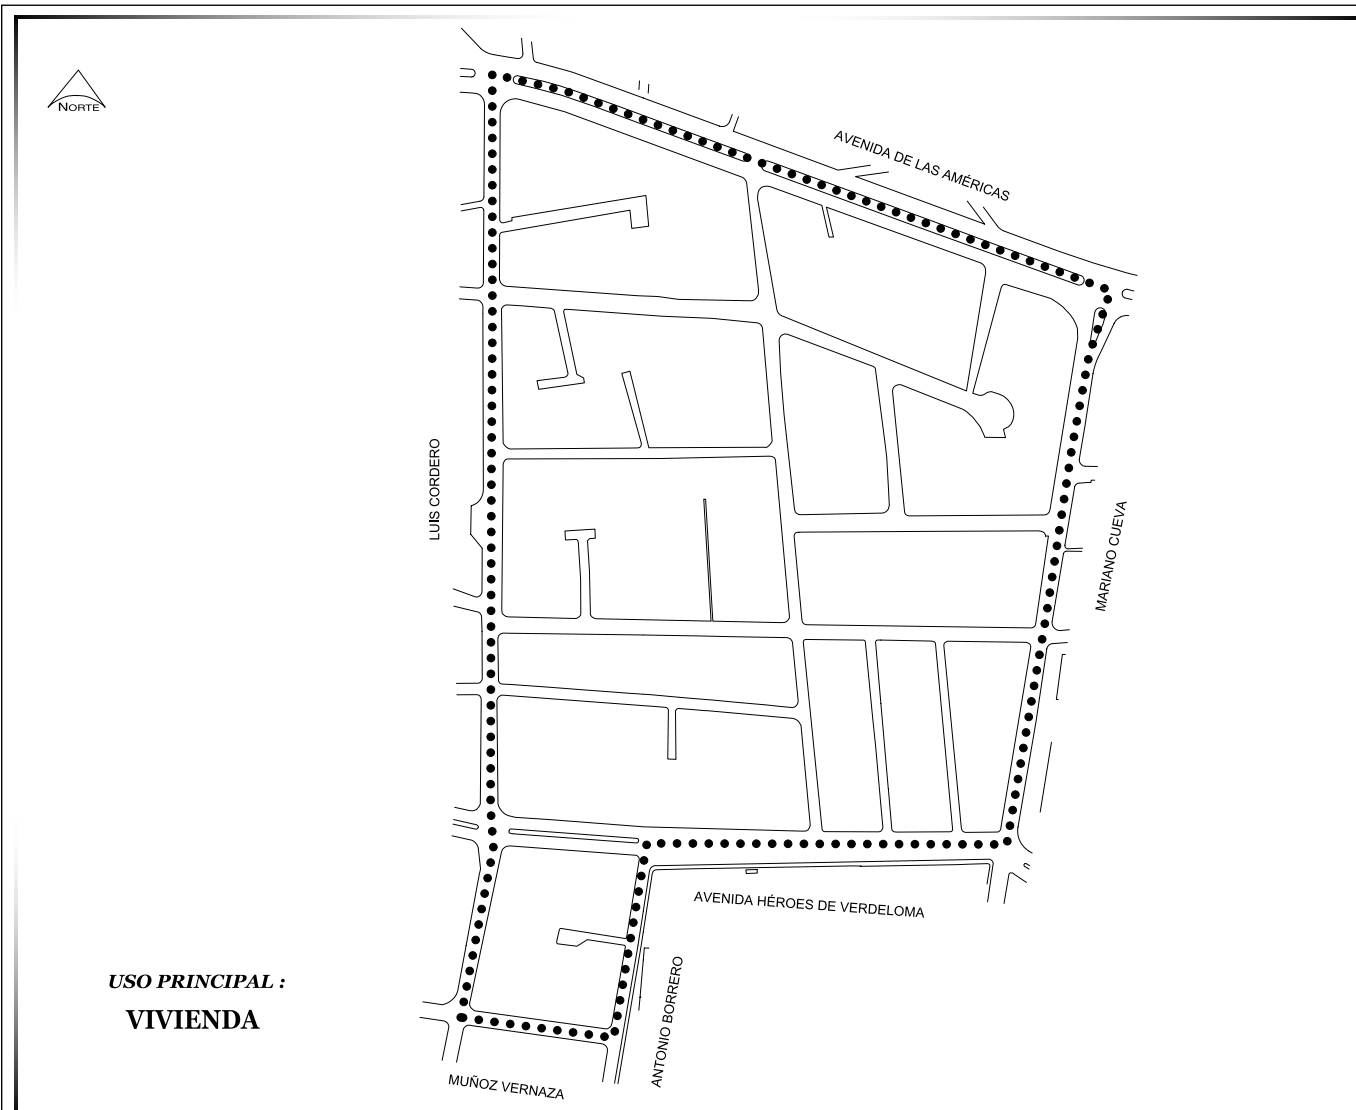 NORTE
AVENIDA DE LAS AMÉRICAS
LUIS CORDERO
MARIANO CUEVA
AVENIDA HÉROES DE VERDELOMA
ANTONIO BORRERO
USO PRINCIPAL :
VIVIENDA
MUÑOZ VERNAZA